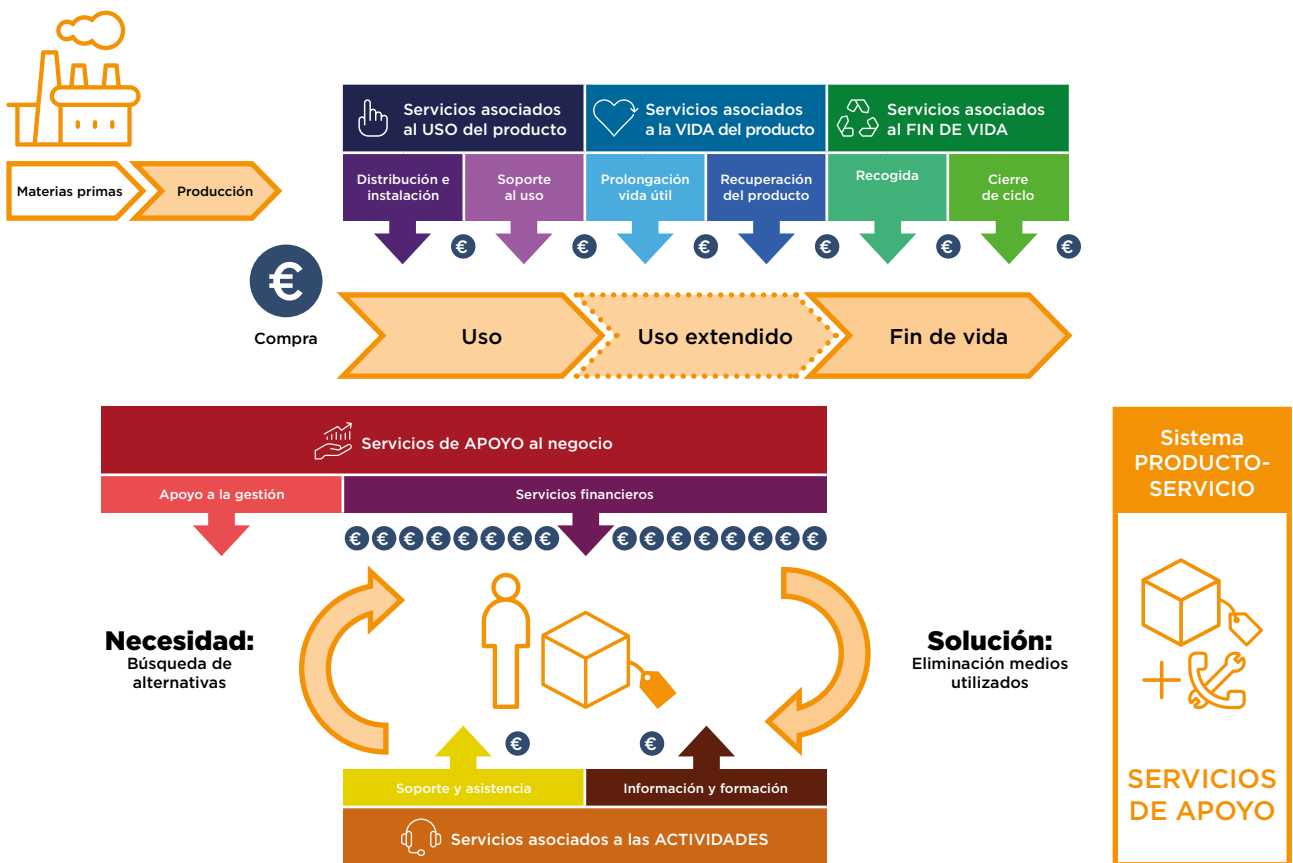 Servicios asociados
al USO del producto
Servicios asociados
a la VIDA del producto
Servicios asociados
al FIN DE VIDA
Materias primas
Producción
Distribución e
instalación
Soporte
al uso
Prolongación
vida útil
Recuperación
del producto
Recogida
Cierre
de ciclo
€ € € € € €
€
Compra
Uso
Uso extendido
Fin de vida
Servicios de APOYO al negocio
Apoyo a la gestión
Servicios financieros
€ € € € € € € € € € € € € € € €
Necesidad:
Búsqueda de
alternativas
Solución:
Eliminación medios
utilizados
€ €
Soporte y asistencia
Información y formación
Servicios asociados a las ACTIVIDADES
Sistema
PRODUCTO-
SERVICIO
SERVICIOS
DE APOYO